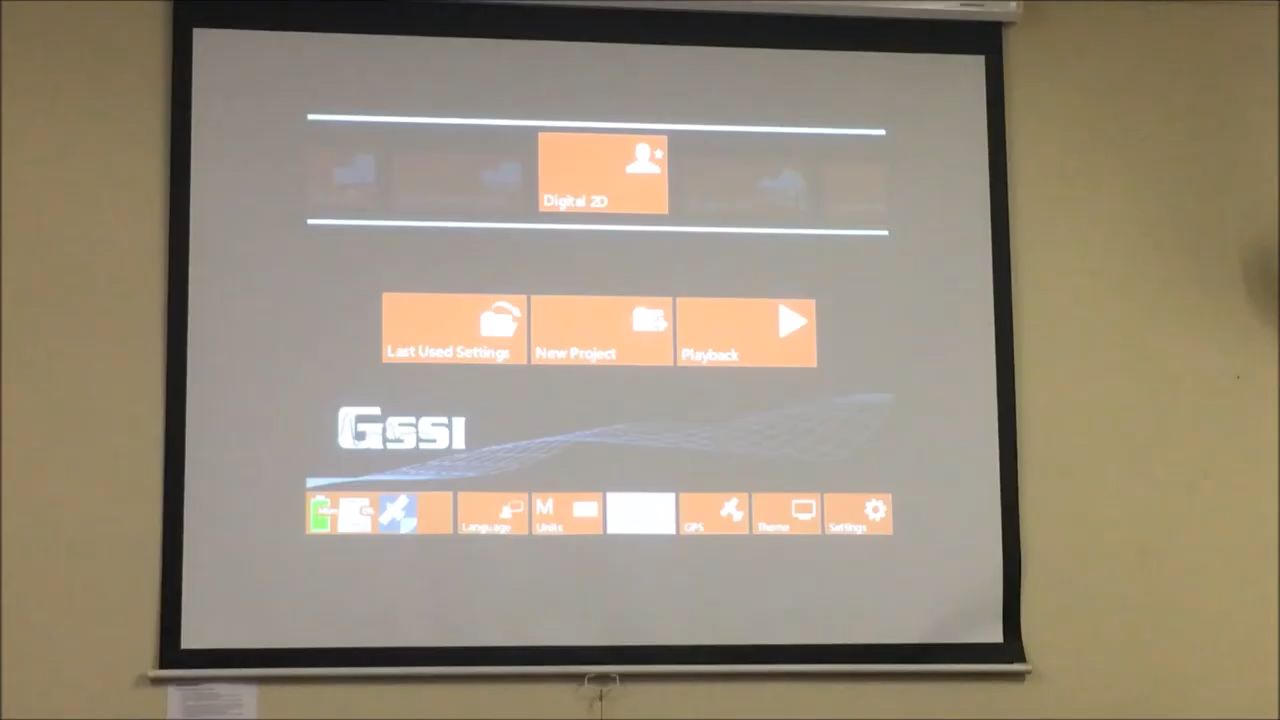 Digital 2D
Last Used Settings
New Project
Playback
GSSI
Language
M
Units
GPS
Theme
Settings